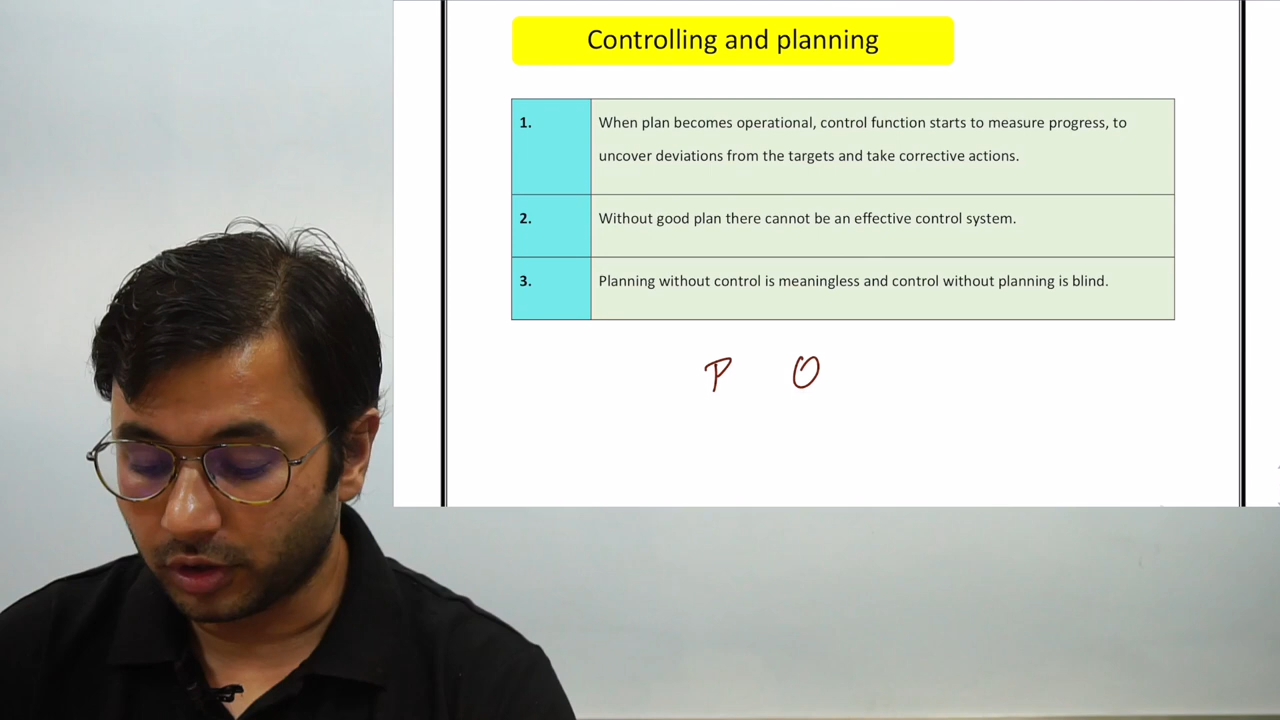 Controlling and planning
1. When plan becomes operational, control function starts to measure progress, to
uncover deviations from the targets and take corrective actions.
2. Without good plan there cannot be an effective control system.
3. Planning without control is meaningless and control without planning is blind.
P O